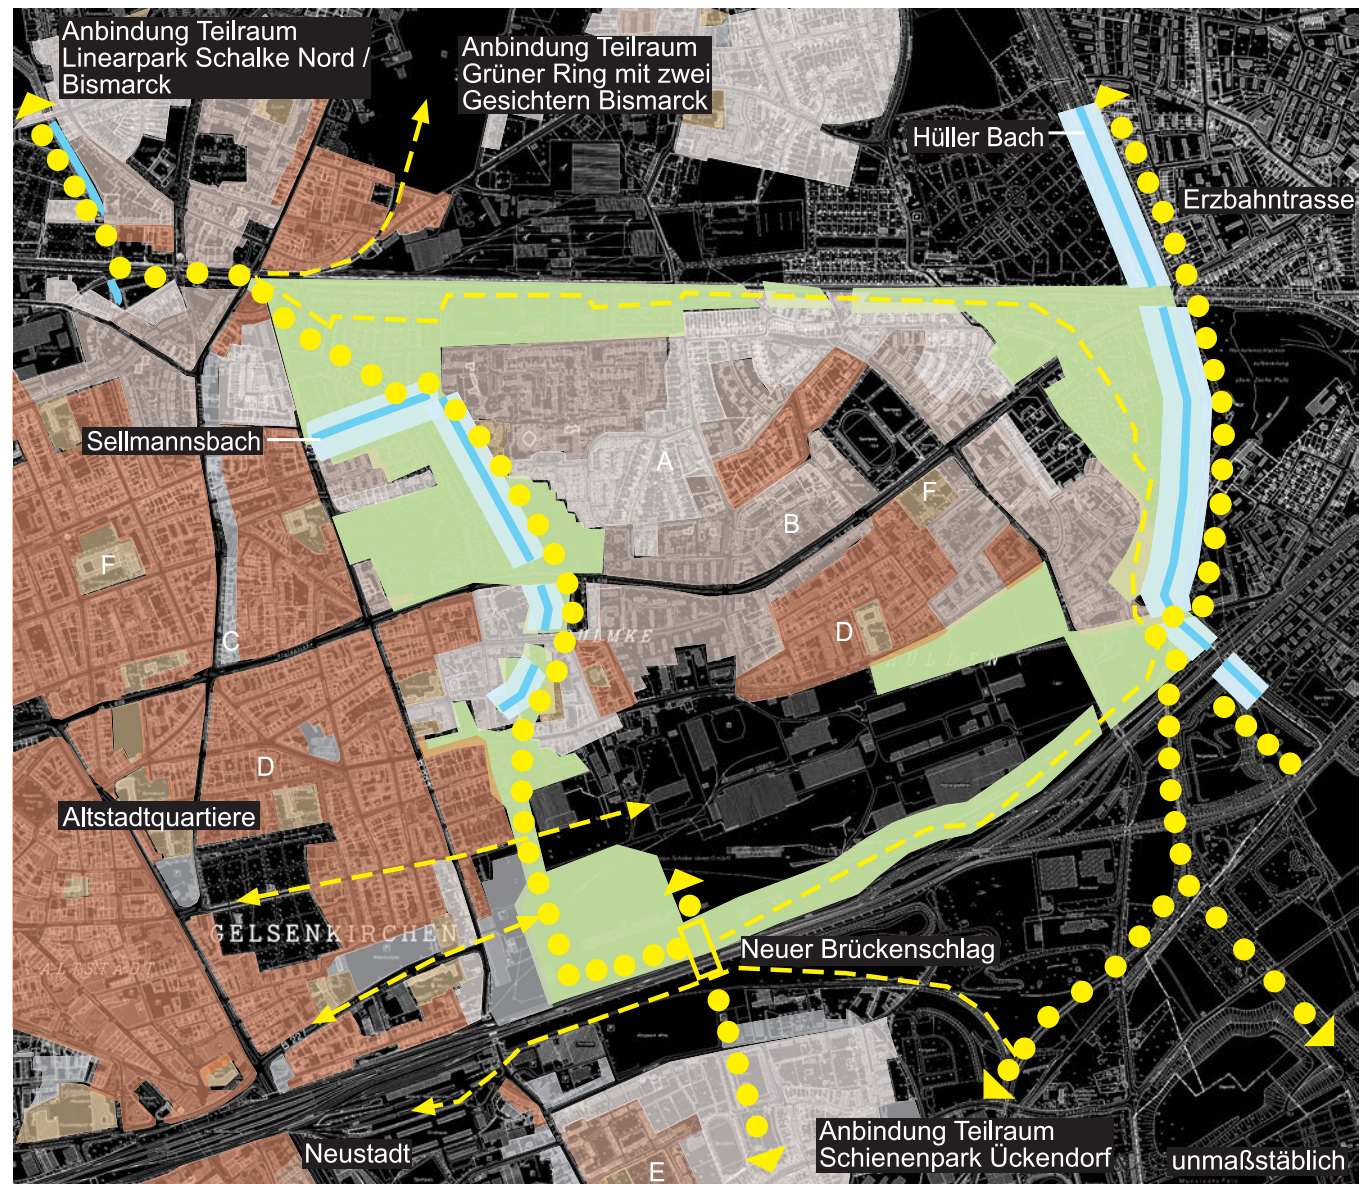 Anbindung Teilraum
Linearpark Schalke Nord /
Bismarck
Anbindung Teilraum
Grüner Ring mit zwei
Gesichtern Bismarck
Hüller Bach
Erzbahntrasse
Sellmannsbach
A
F
B
F
C
D
HÜLLEN
D
Altstadtquartiere
GELSENKIRCHEN
ALTSTADT
Neuer Brückenschlag
Neustadt
Anbindung Teilraum
Schienenpark Ückendorf
E
unmaßstäblich